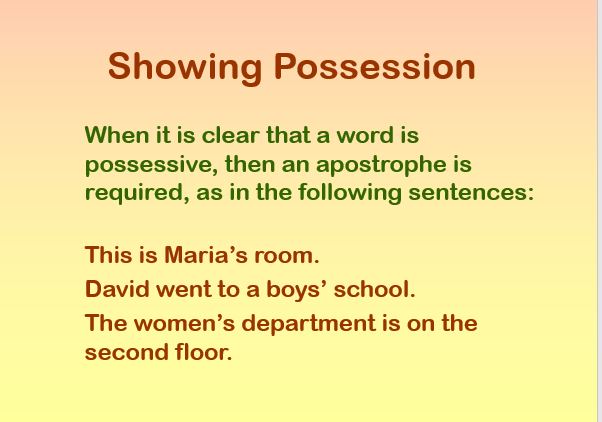 Showing Possession
When it is clear that a word is
possessive, then an apostrophe is
required, as in the following sentences:
This is Maria’s room.
David went to a boys’ school.
The women’s department is on the
second floor.